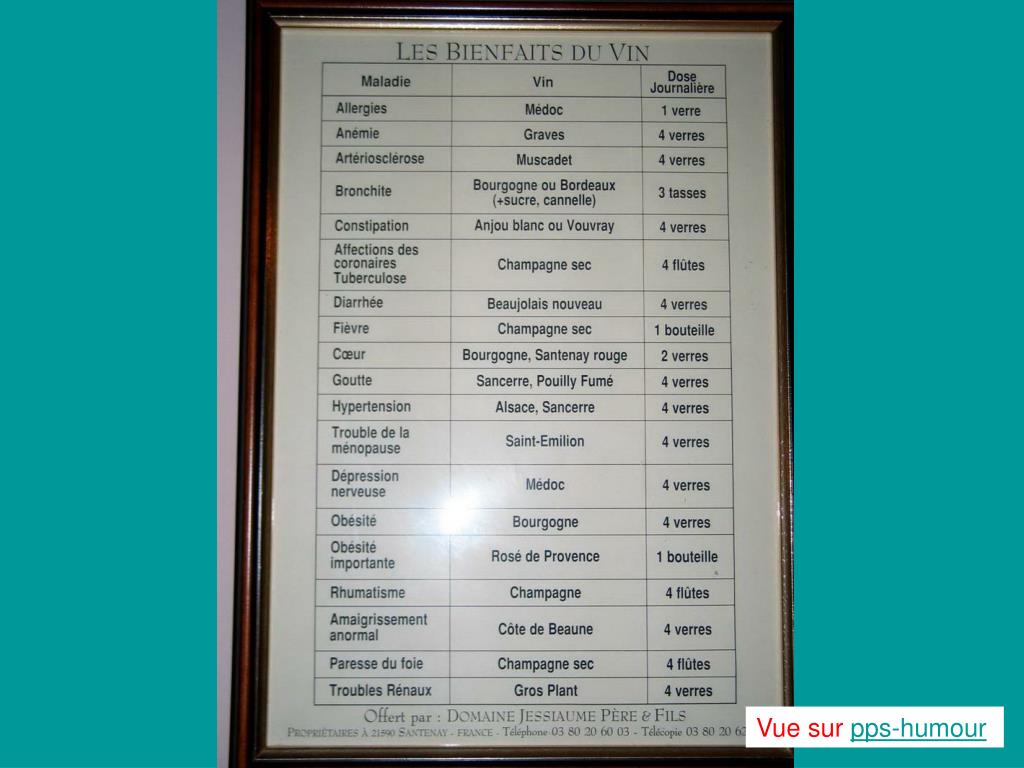 LES BIENFAITS DU VIN
Maladie Vin Dose Journalière
Allergies Médoc 1 verre
Anémie Graves 4 verres
Artériosclérose Muscadet 4 verres
Bronchite Bourgogne ou Bordeaux (+sucre, cannelle) 3 tasses
Constipation Anjou blanc ou Vouvray 4 verres
Affections des coronaires Tuberculose Champagne sec 4 flûtes
Diarrhée Beaujolais nouveau 4 verres
Fièvre Champagne sec 1 bouteille
Cœur Bourgogne, Santenay rouge 2 verres
Goutte Sancerre, Pouilly Fumé 4 verres
Hypertension Alsace, Sancerre 4 verres
Trouble de la ménopause Saint-Emilion 4 verres
Dépression nerveuse Médoc 4 verres
Obésité Bourgogne 4 verres
Obésité importante Rosé de Provence 1 bouteille
Rhumatisme Champagne 4 flûtes
Amaigrissement anormal Côte de Beaune 4 verres
Paresse du foie Champagne sec 4 flûtes
Troubles Rénaux Gros Plant 4 verres
Offert par : DOMAINE JESSIAUME PÈRE & FILS
PROPRIÉTAIRES À 21590 SANTENAY - FRANCE - Téléphone 03 80 20 60 03 - Télécopie 03 80 20 62
Vue sur pps-humour